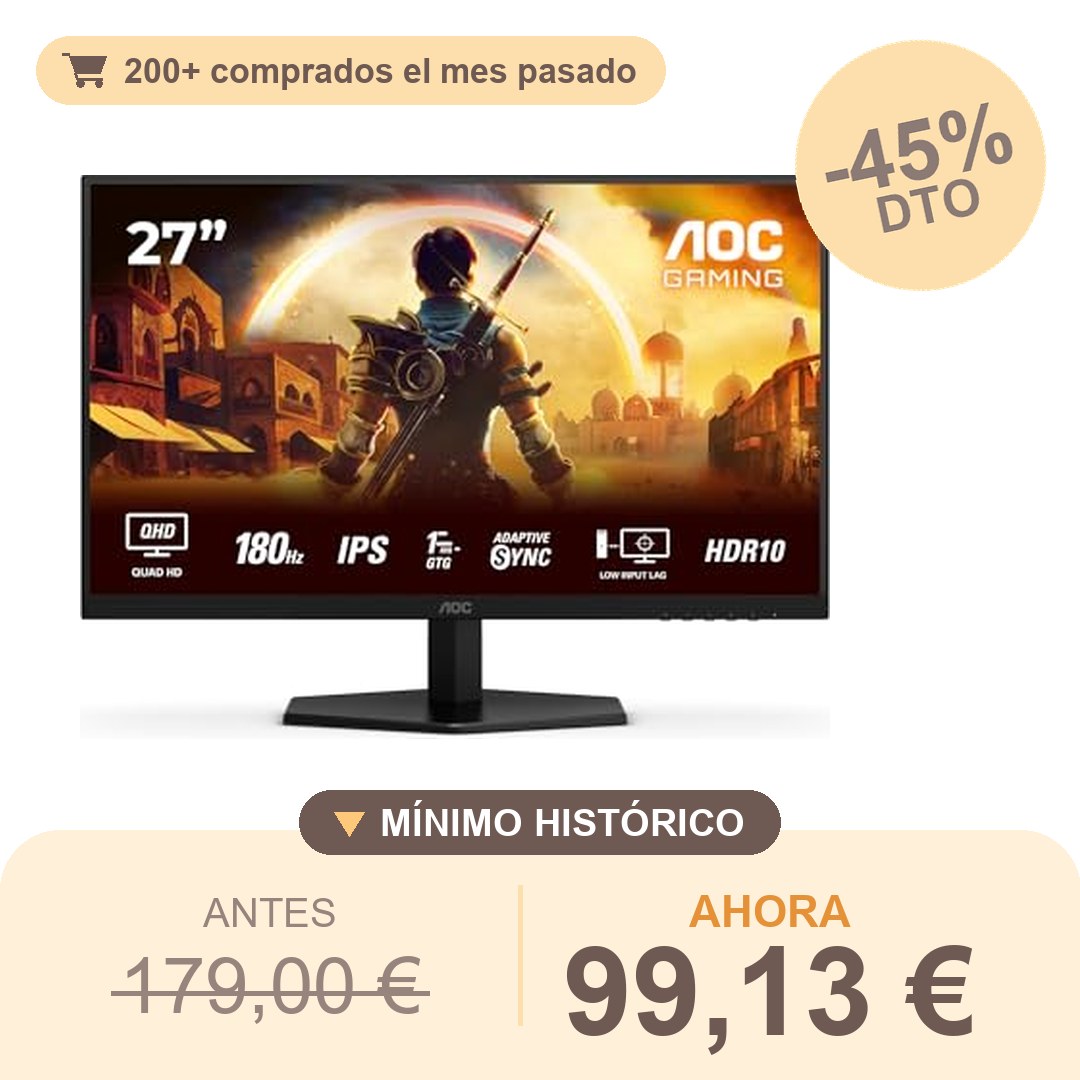 200+ comprados el mes pasado
-45%
DTO
27”
AOC
GAMING
QHD
QUAD HD
180Hz
IPS
GTG
ADAPTIVE
SYNC
LOW INPUT LAG
HDR10
AOC
MÍNIMO HISTÓRICO
ANTES
179,00 €
AHORA
99,13 €